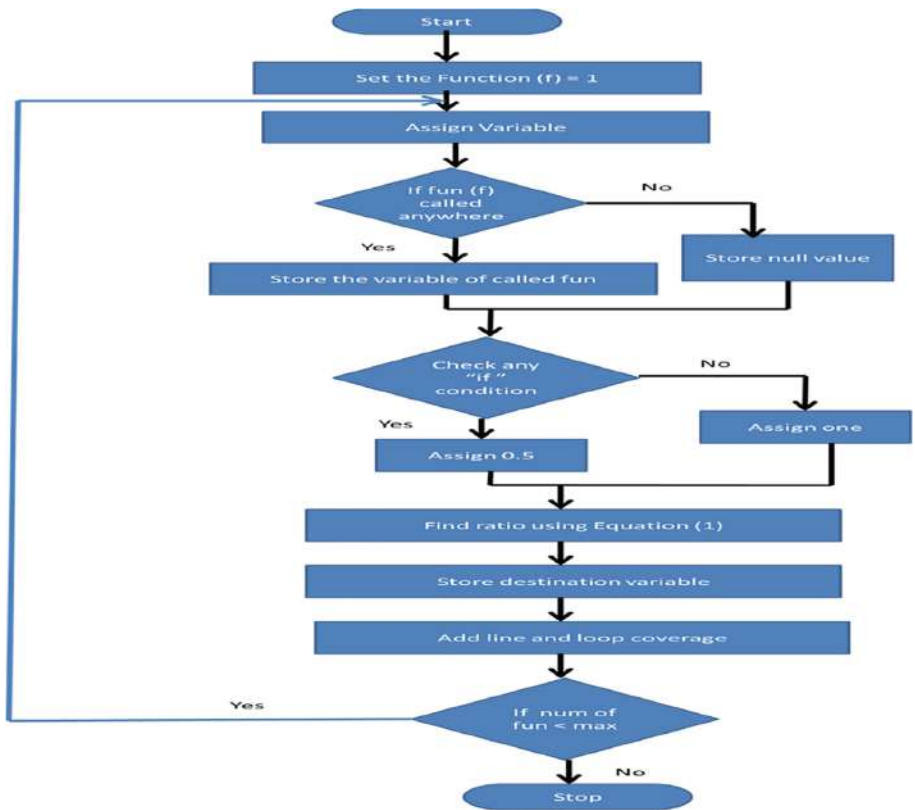 Start
Set the Function (f) = 1
Assign Variable
If fun (f)
called
anywhere
No
Yes
Store null value
Store the variable of called fun
Check any
“if ”
condition
No
Yes
Assign one
Assign 0.5
Find ratio using Equation (1)
Store destination variable
Add line and loop coverage
Yes
If num of
fun < max
No
Stop